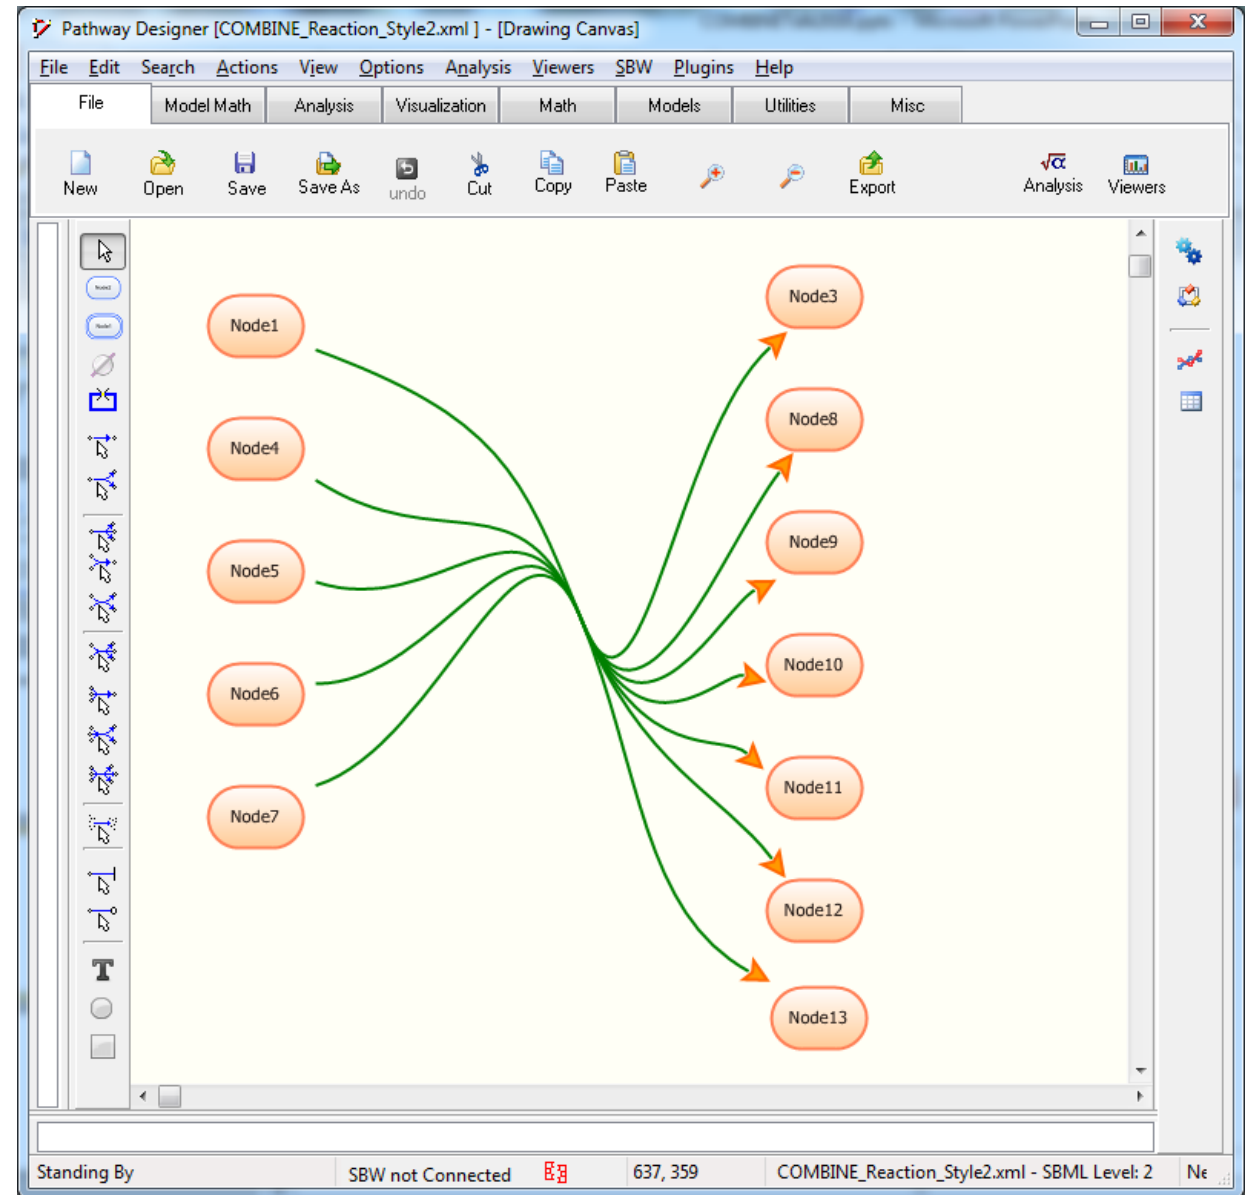 Pathway Designer [COMBINE_Reaction_Style2.xml ] - [Drawing Canvas]
File Edit Search Actions View Options Analysis Viewers SBW Plugins Help
File Model Math Analysis Visualization Math Models Utilities Misc
New Open Save Save As undo Cut Copy Paste Export √α Analysis Viewers
Node3
Node1
Node8
Node4
Node9
Node5
Node10
Node6
Node11
Node7
Node12
T
Node13
Standing By SBW not Connected 637, 359 COMBINE_Reaction_Style2.xml - SBML Level: 2 Ne